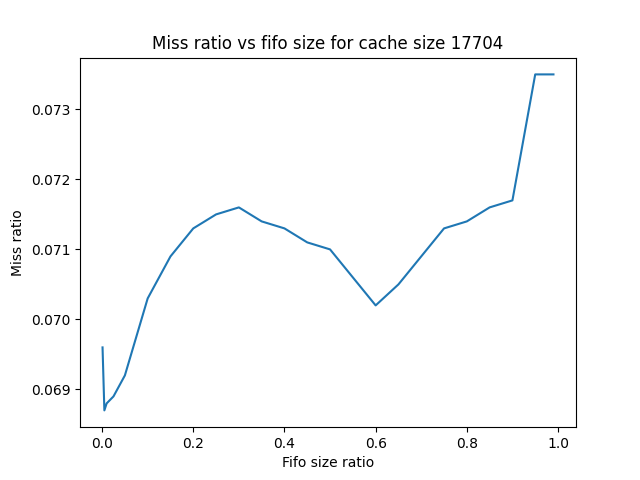 Miss ratio vs fifo size for cache size 17704
Miss ratio
0.073
0.072
0.071
0.070
0.069
0.0 0.2 0.4 0.6 0.8 1.0
Fifo size ratio